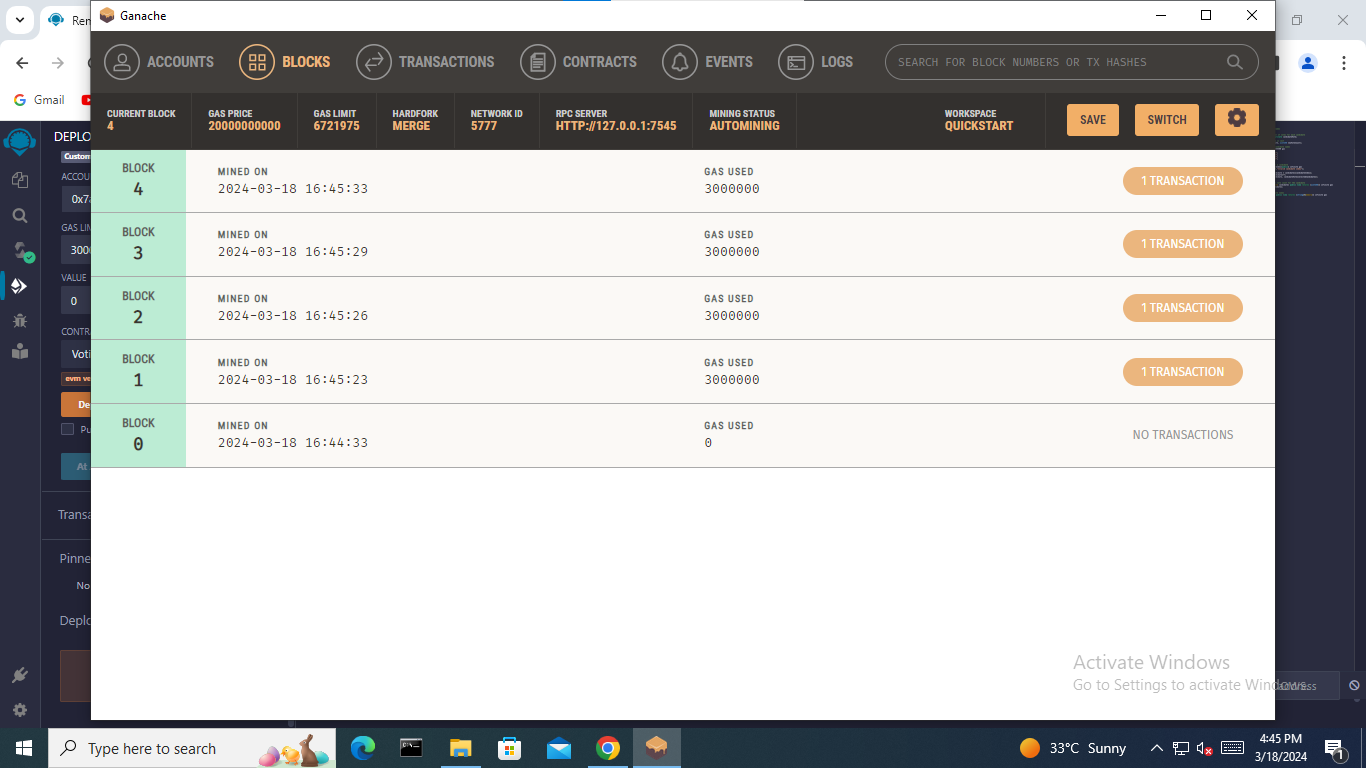 Ganache
ACCOUNTS BLOCKS TRANSACTIONS CONTRACTS EVENTS LOGS SEARCH FOR BLOCK NUMBERS OR TX HASHES
Gmail
CURRENT BLOCK GAS PRICE GAS LIMIT HARDFORK NETWORK ID RPC SERVER MINING STATUS WORKSPACE
4 20000000000 6721975 MERGE 5777 HTTP://127.0.0.1:7545 AUTOMINING QUICKSTART
SAVE SWITCH
DEPLO
BLOCK MINED ON GAS USED
4 2024-03-18 16:45:33 3000000 1 TRANSACTION
BLOCK MINED ON GAS USED
3 2024-03-18 16:45:29 3000000 1 TRANSACTION
BLOCK MINED ON GAS USED
2 2024-03-18 16:45:26 3000000 1 TRANSACTION
BLOCK MINED ON GAS USED
1 2024-03-18 16:45:23 3000000 1 TRANSACTION
BLOCK MINED ON GAS USED
0 2024-03-18 16:44:33 0 NO TRANSACTIONS
Custom
ACCOU
0x7a
GAS LIM
3000
VALUE
0
CONTRA
Voti
evm ve
De
Pu
At
Transa
Pinne
No
Deplo
Activate Windows
Go to Settings to activate Windows.
address
Type here to search
33°C Sunny
4:45 PM
3/18/2024
1